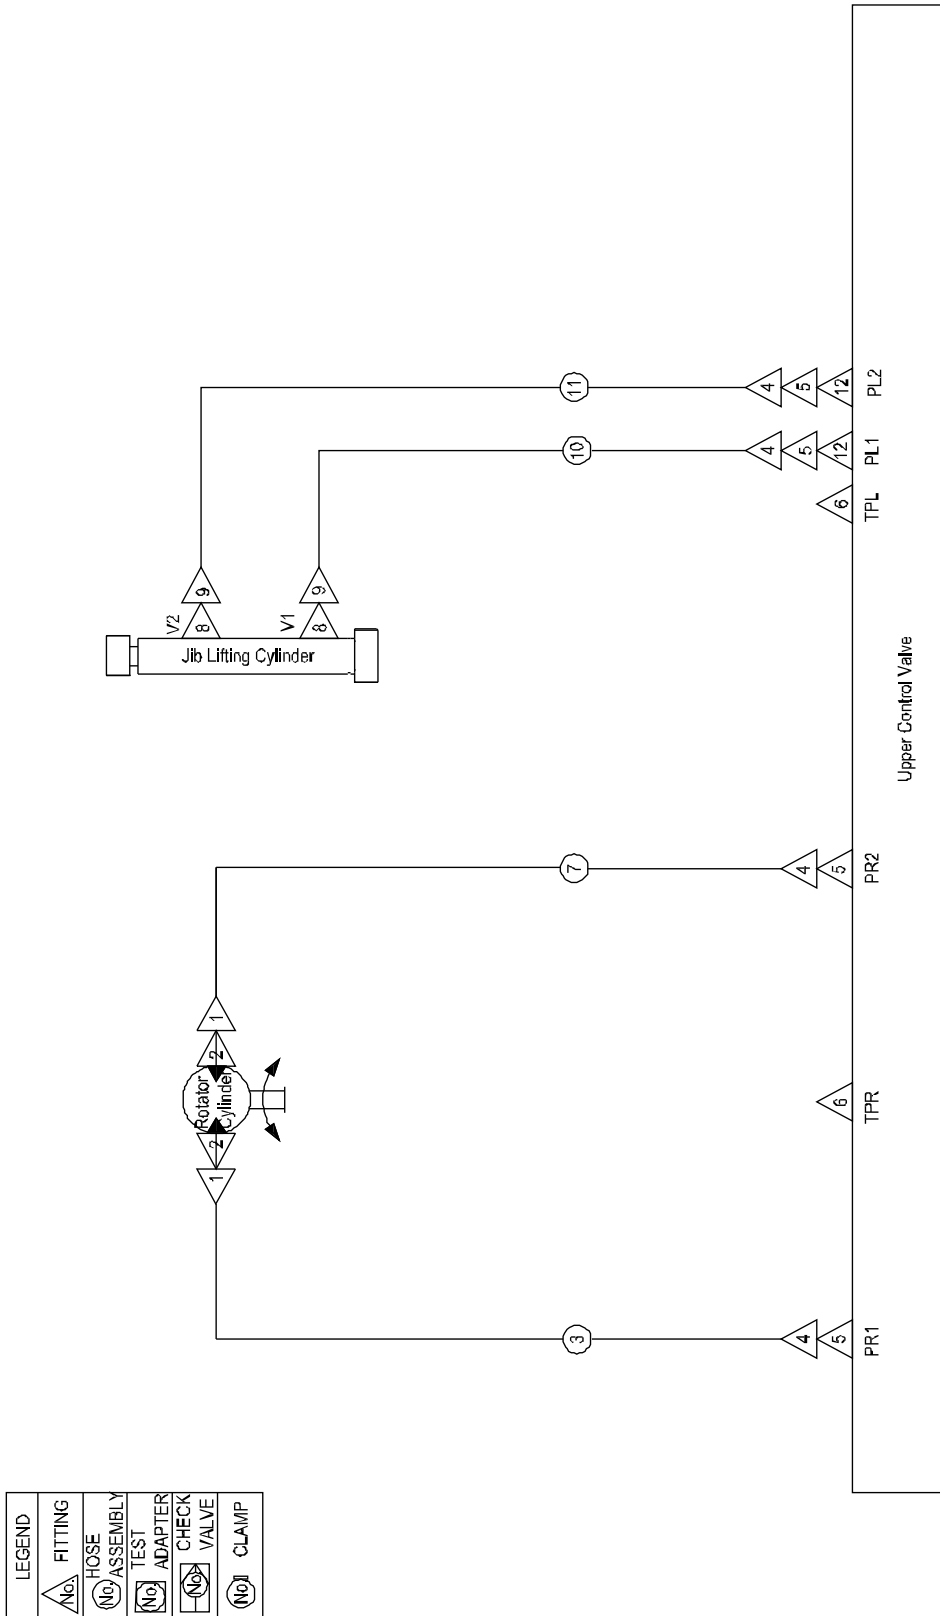 LEGEND
No. FITTING
No. HOSE
ASSEMBLY
No. TEST
ADAPTER
No. CHECK
VALVE
No. CLAMP
1
2
Rotator
Cylinder
2
1
3
7
4
5
PR1
6
TPR
4
5
PR2
Jib Lifting Cylinder
V2
8
9
V1
8
9
10
11
6
TPL
4
5
12
PL1
4
5
12
PL2
Upper Control Valve